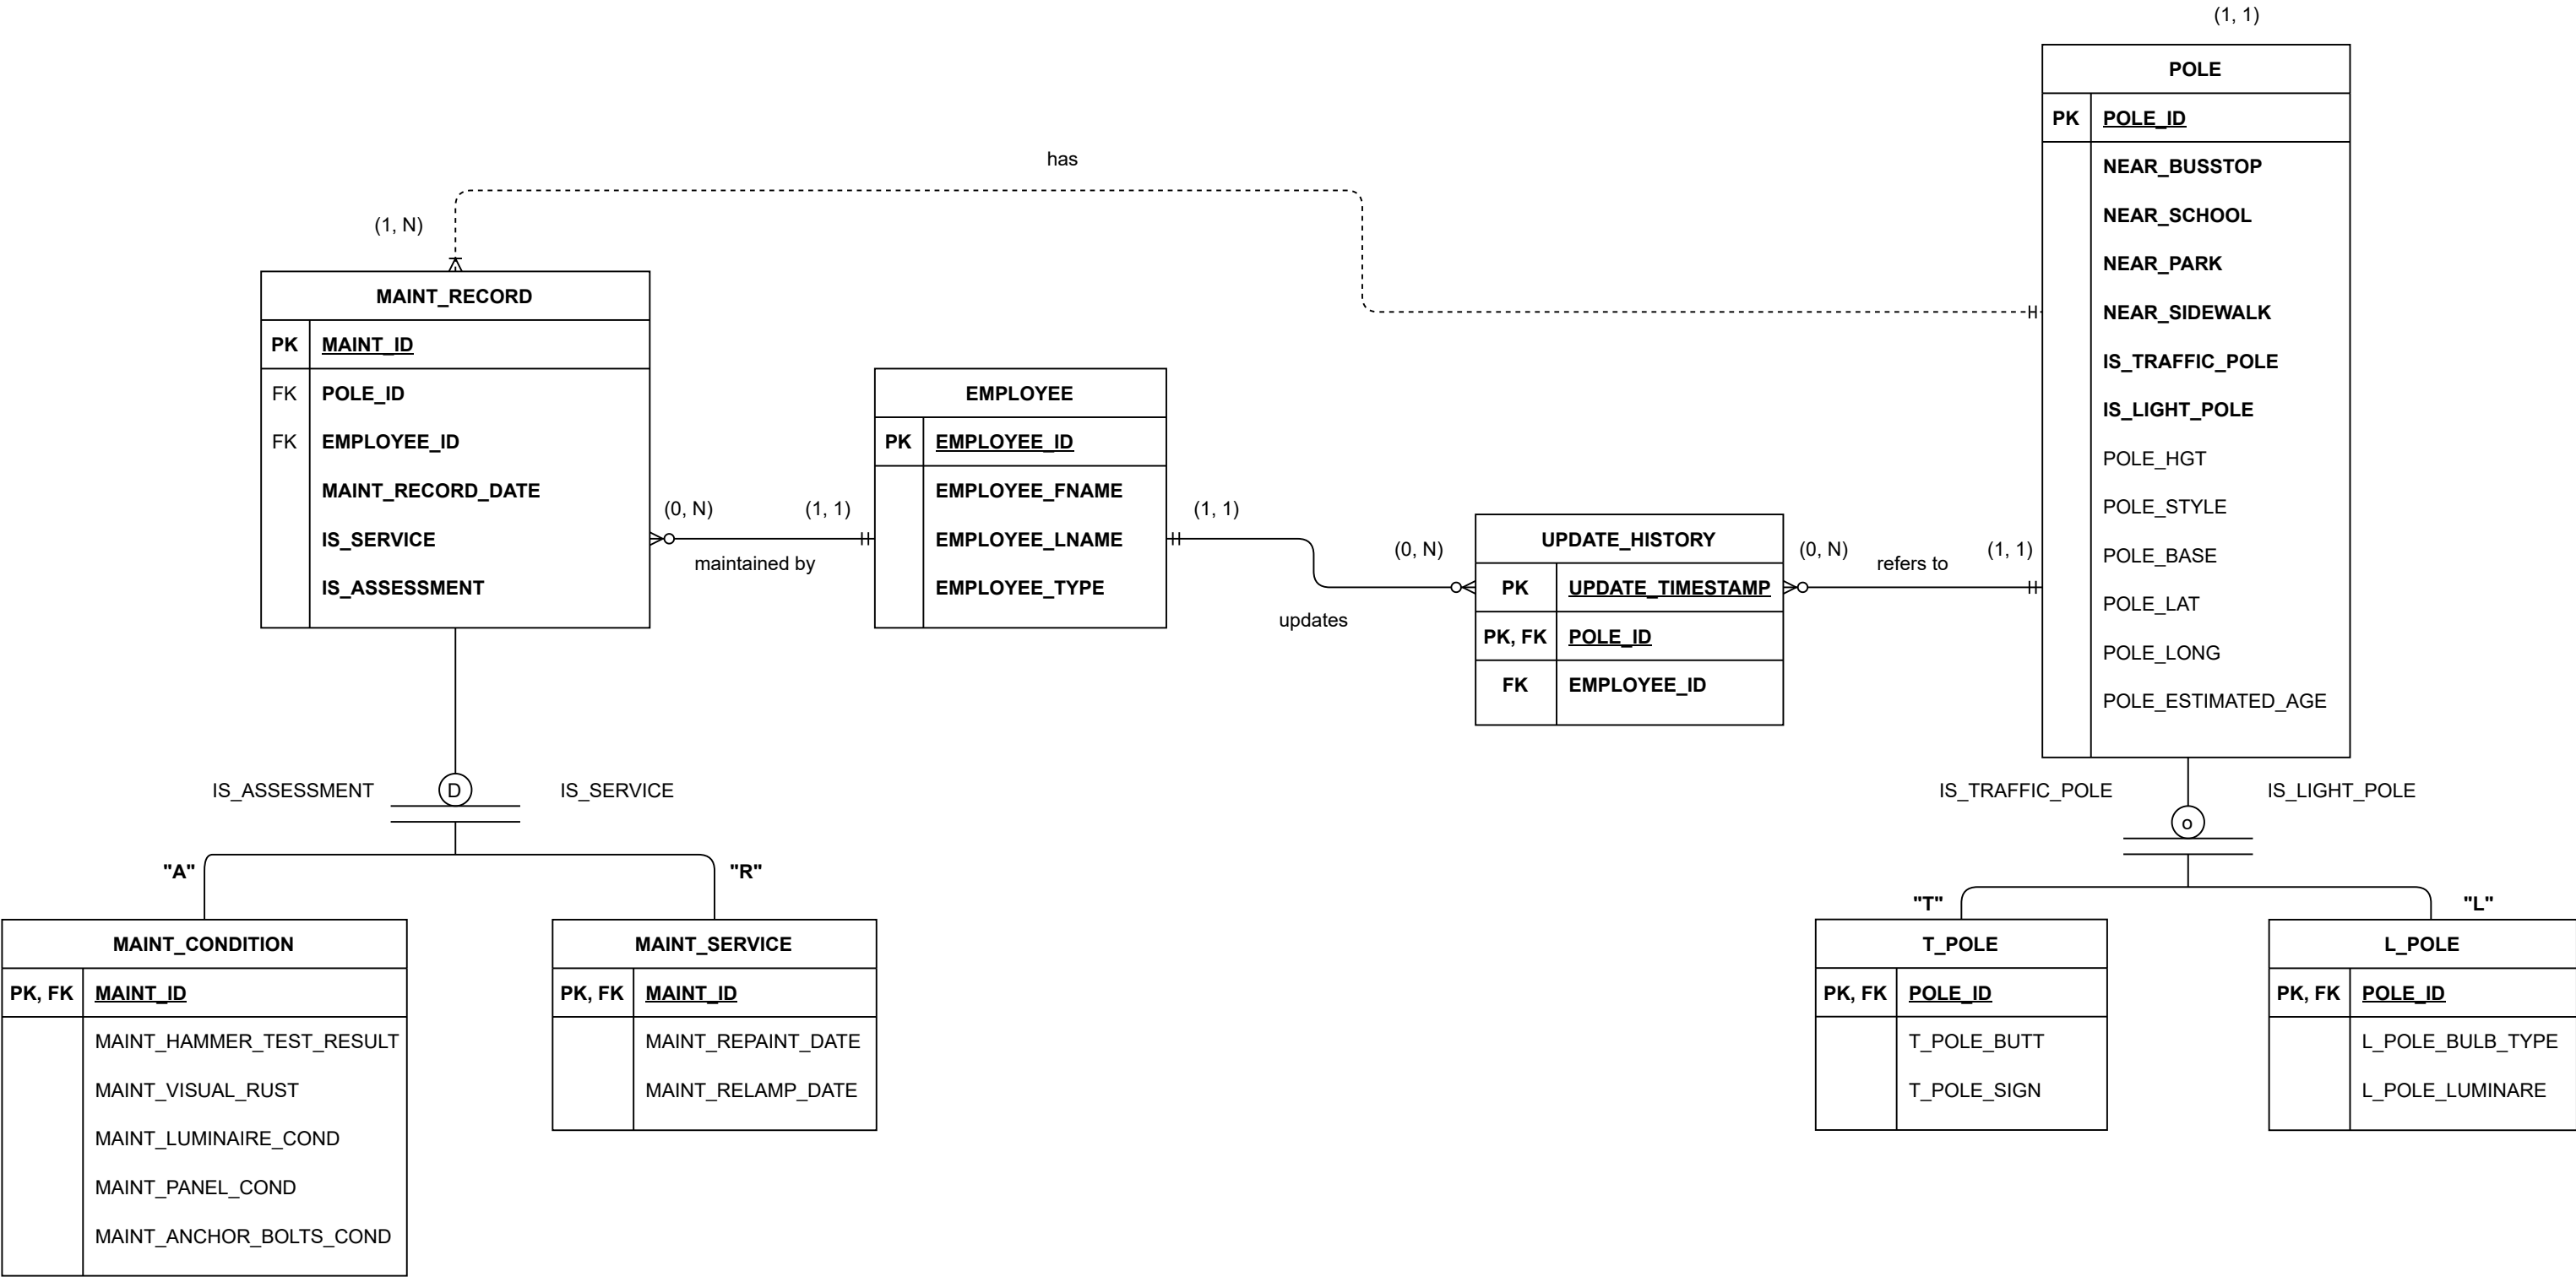 (1, 1)
POLE
PK POLE_ID
NEAR_BUSSTOP
NEAR_SCHOOL
NEAR_PARK
NEAR_SIDEWALK
IS_TRAFFIC_POLE
IS_LIGHT_POLE
POLE_HGT
POLE_STYLE
POLE_BASE
POLE_LAT
POLE_LONG
POLE_ESTIMATED_AGE
has
(1, N)
MAINT_RECORD
PK MAINT_ID
FK POLE_ID
FK EMPLOYEE_ID
MAINT_RECORD_DATE
IS_SERVICE
IS_ASSESSMENT
(0, N)
(1, 1)
maintained by
EMPLOYEE
PK EMPLOYEE_ID
EMPLOYEE_FNAME
EMPLOYEE_LNAME
EMPLOYEE_TYPE
(1, 1)
(0, N)
updates
UPDATE_HISTORY
PK UPDATE_TIMESTAMP
PK, FK POLE_ID
FK EMPLOYEE_ID
(0, N)
(1, 1)
refers to
IS_ASSESSMENT
D
IS_SERVICE
"A"
"R"
MAINT_CONDITION
PK, FK MAINT_ID
MAINT_HAMMER_TEST_RESULT
MAINT_VISUAL_RUST
MAINT_LUMINAIRE_COND
MAINT_PANEL_COND
MAINT_ANCHOR_BOLTS_COND
MAINT_SERVICE
PK, FK MAINT_ID
MAINT_REPAINT_DATE
MAINT_RELAMP_DATE
IS_TRAFFIC_POLE
IS_LIGHT_POLE
o
"T"
"L"
T_POLE
PK, FK POLE_ID
T_POLE_BUTT
T_POLE_SIGN
L_POLE
PK, FK POLE_ID
L_POLE_BULB_TYPE
L_POLE_LUMINARE